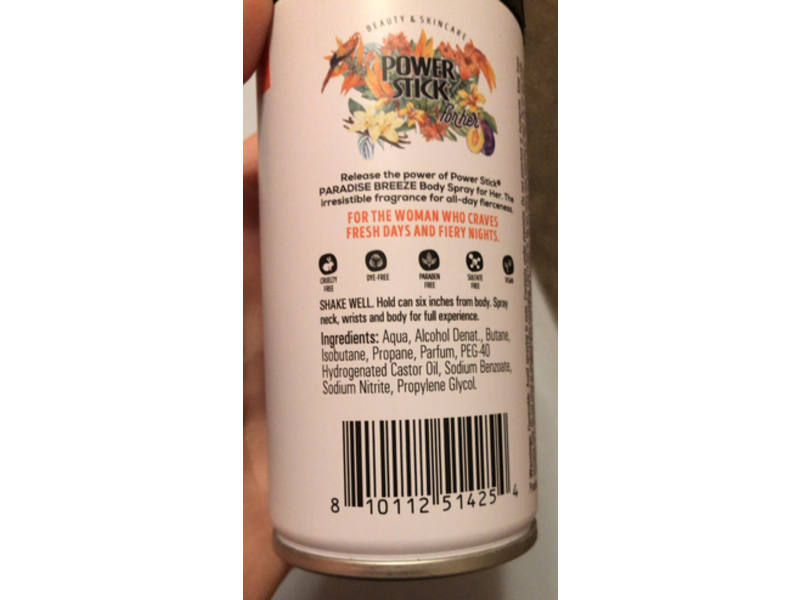 BEAUTY & SKINCARE
POWER
STICK
for her
Release the power of Power Stick®
PARADISE BREEZE Body Spray for Her. The
irresistible fragrance for all-day fierceness.
FOR THE WOMAN WHO CRAVES
FRESH DAYS AND FIERY NIGHTS.
CRUELTY
FREE
DYE-FREE
PARABEN
FREE
SULFATE
FREE
VEGAN
SHAKE WELL. Hold can six inches from body. Spray
neck, wrists and body for full experience.
Ingredients: Aqua, Alcohol Denat., Butane,
Isobutane, Propane, Parfum, PEG-40
Hydrogenated Castor Oil, Sodium Benzoate,
Sodium Nitrite, Propylene Glycol.
8 10112 51425 4